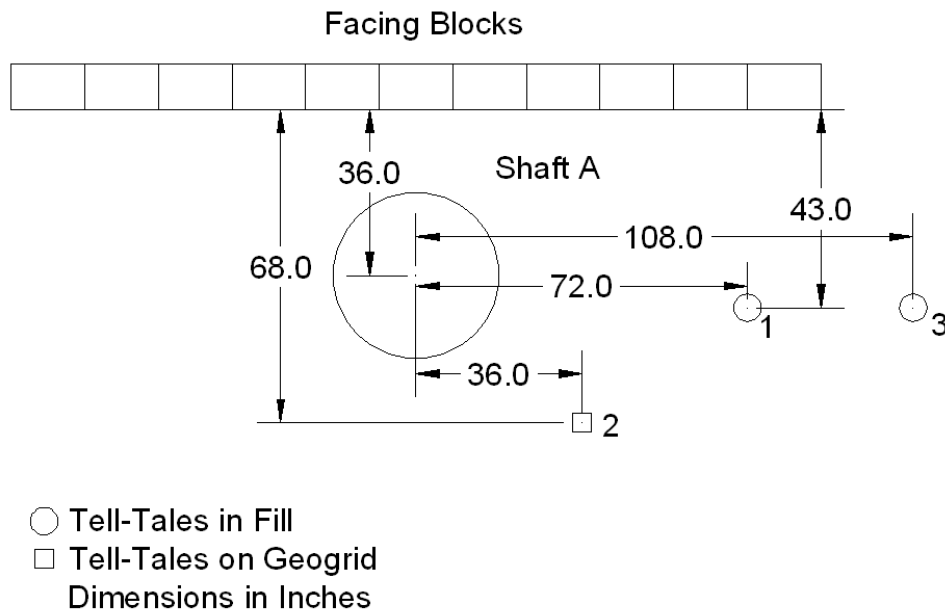 Facing Blocks
Shaft A
36.0
43.0
108.0
68.0
72.0
1
3
36.0
2
Tell-Tales in Fill
Tell-Tales on Geogrid
Dimensions in Inches